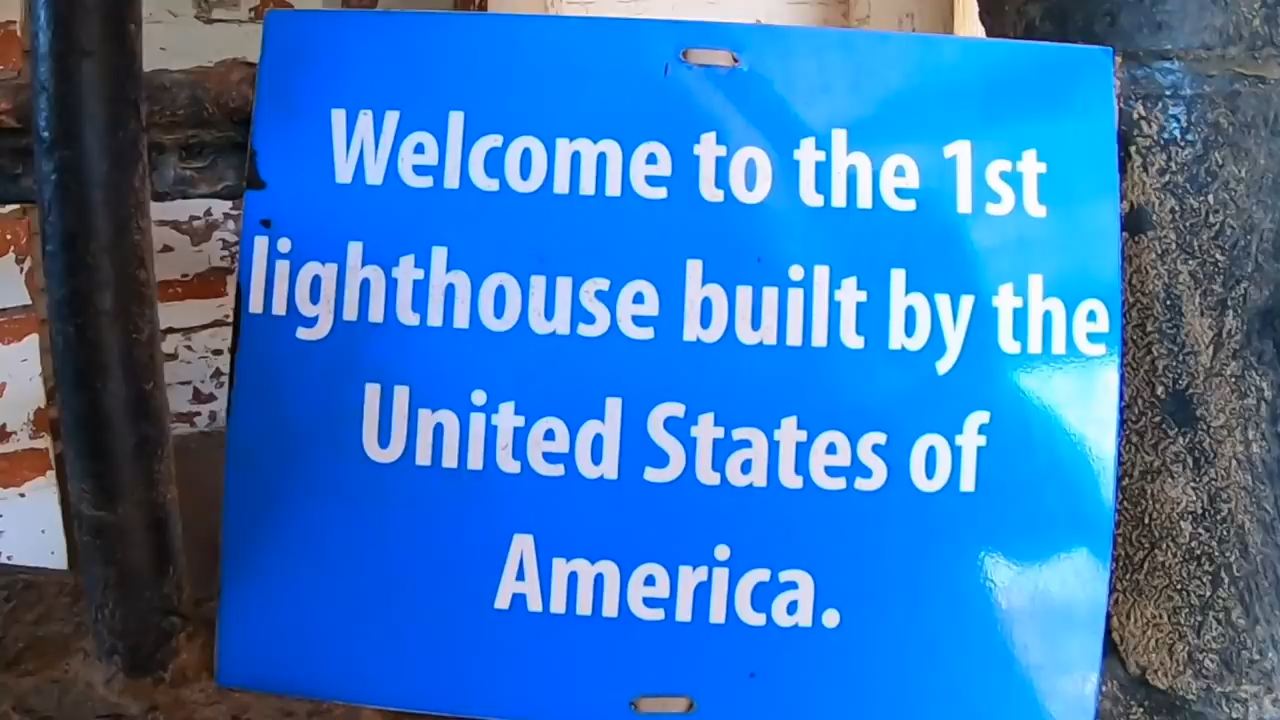 Welcome to the 1st
lighthouse built by the
United States of
America.